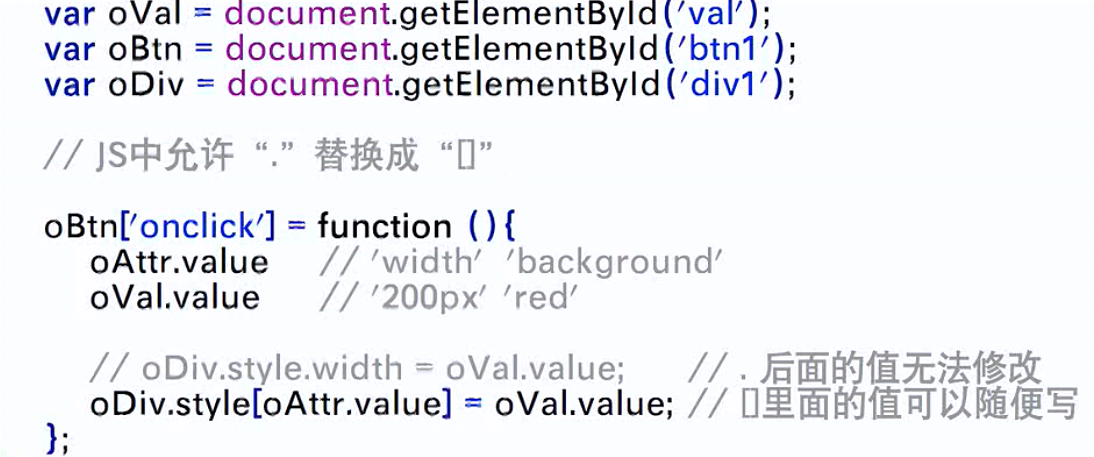 var oVal = document.getElementById('val');
var oBtn = document.getElementById('btn1');
var oDiv = document.getElementById('div1');
// JS中允许 “.” 替换成 “[]”
oBtn['onclick'] = function (){
oAttr.value // 'width' 'background'
oVal.value // '200px' 'red'
// oDiv.style.width = oVal.value; // . 后面的值无法修改
oDiv.style[oAttr.value] = oVal.value; // []里面的值可以随便写
};